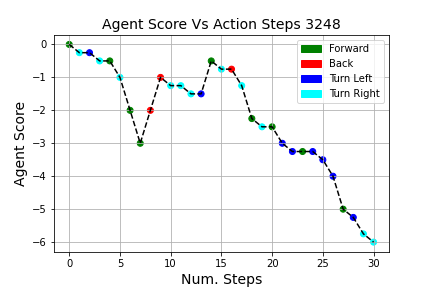 Agent Score Vs Action Steps 3248
Forward
Back
Turn Left
Turn Right
Agent Score
0
−1
−2
−3
−4
−5
−6
0 5 10 15 20 25 30
Num. Steps